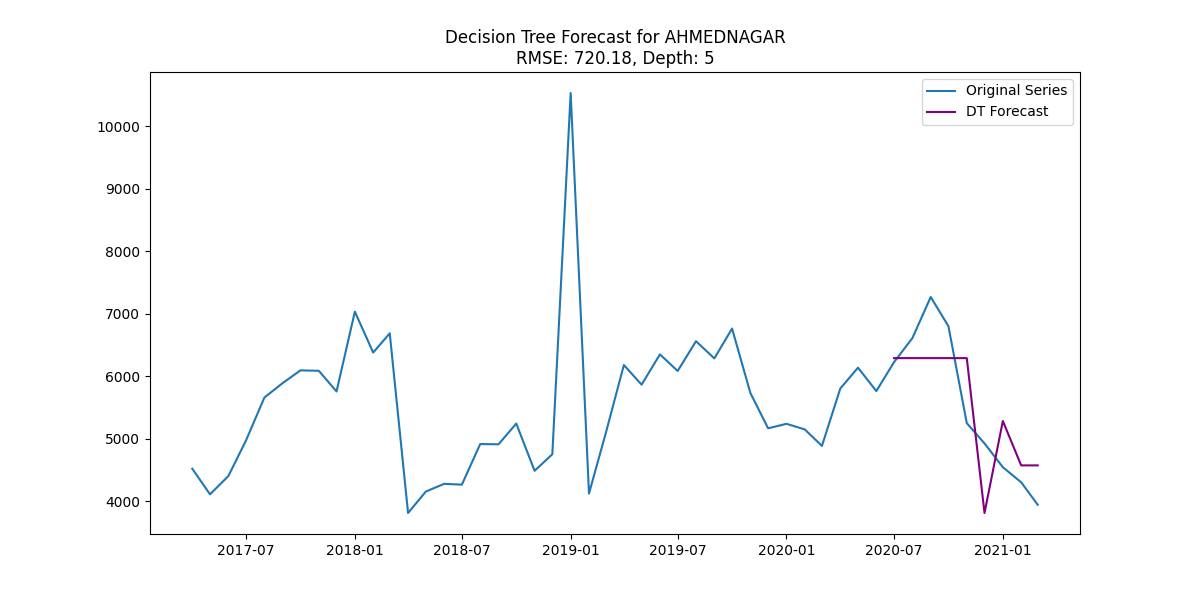 Decision Tree Forecast for AHMEDNAGAR
RMSE: 720.18, Depth: 5
Original Series
DT Forecast
10000
9000
8000
7000
6000
5000
4000
2017-07 2018-01 2018-07 2019-01 2019-07 2020-01 2020-07 2021-01